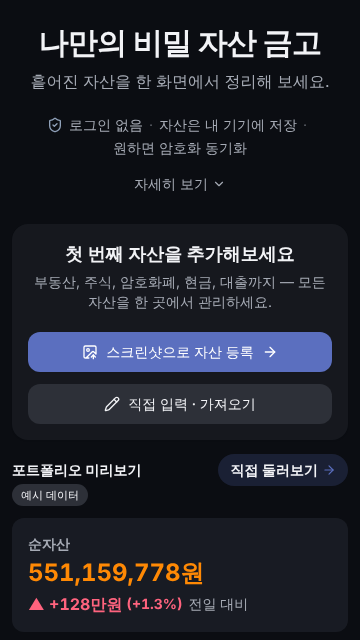 나만의 비밀 자산 금고
흩어진 자산을 한 화면에서 정리해 보세요.
로그인 없음 · 자산은 내 기기에 저장 ·
원하면 암호화 동기화
자세히 보기
첫 번째 자산을 추가해보세요
부동산, 주식, 암호화폐, 현금, 대출까지 — 모든
자산을 한 곳에서 관리하세요.
스크린샷으로 자산 등록 →
직접 입력 · 가져오기
포트폴리오 미리보기
직접 둘러보기 →
예시 데이터
순자산
551,159,778원
▲ +128만원 (+1.3%) 전일 대비